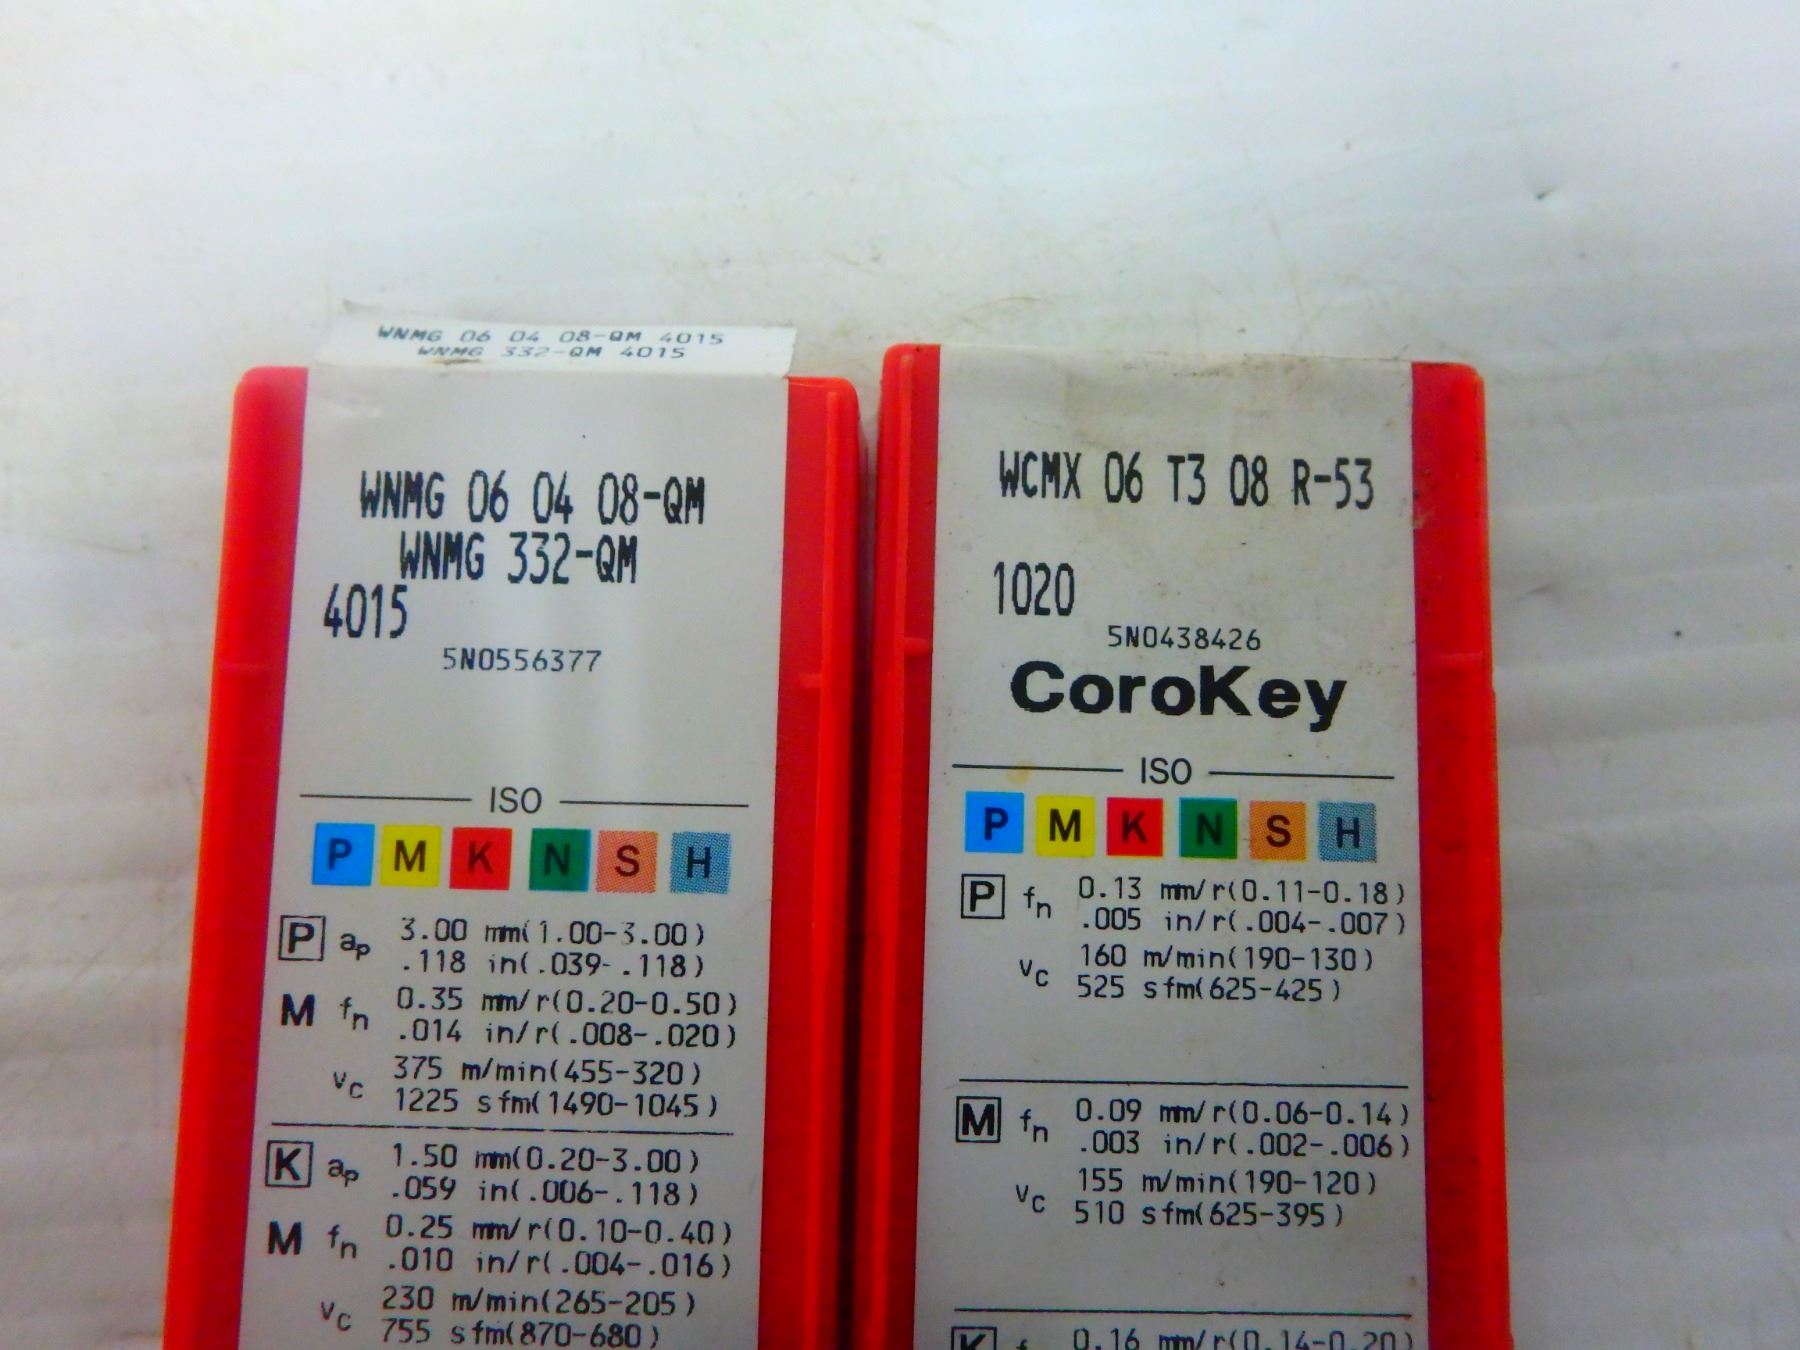 WNMG 06 04 08-QM 4015
WNMG 332-QM 4015
WNMG 06 04 08-QM
WNMG 332-QM
4015
5N0556377
ISO
P M K N S H
P ap 3.00 mm(1.00-3.00)
.118 in(.039-.118)
M fn 0.35 mm/r(0.20-0.50)
.014 in/r(.008-.020)
vc 375 m/min(455-320)
1225 sfm(1490-1045)
K ap 1.50 mm(0.20-3.00)
.059 in(.006-.118)
M fn 0.25 mm/r(0.10-0.40)
.010 in/r(.004-.016)
vc 230 m/min(265-205)
755 sfm(870-680)
WCMX 06 T3 08 R-53
1020
5N0438426
CoroKey
ISO
P M K N S H
P fn 0.13 mm/r(0.11-0.18)
.005 in/r(.004-.007)
vc 160 m/min(190-130)
525 sfm(625-425)
M fn 0.09 mm/r(0.06-0.14)
.003 in/r(.002-.006)
vc 155 m/min(190-120)
510 sfm(625-395)
K f 0.16 mm/r(0.14-0.20)